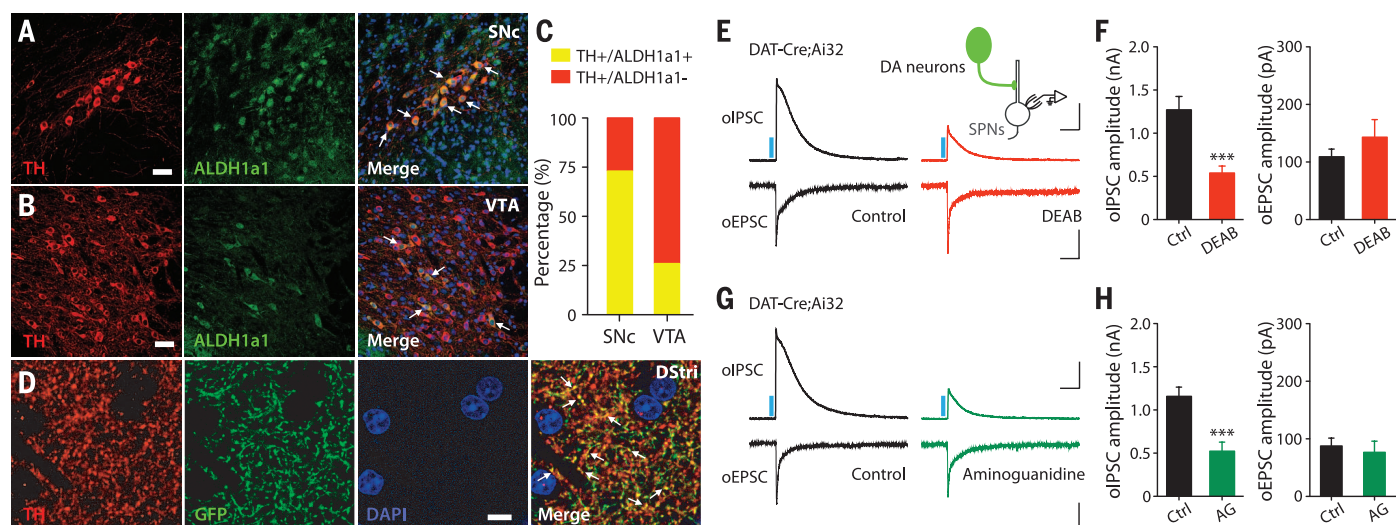 A
TH
ALDH1a1
SNc
Merge
B
TH
ALDH1a1
VTA
Merge
C
TH+/ALDH1a1+
TH+/ALDH1a1-
Percentage (%)
100
75
50
25
0
SNc
VTA
D
TH
GFP
DAPI
DStri
Merge
E
DAT-Cre;Ai32
DA neurons
SPNs
oIPSC
oEPSC
Control
DEAB
F
oIPSC amplitude (nA)
2.0
1.5
1.0
0.5
0
***
Ctrl
DEAB
oEPSC amplitude (pA)
300
200
100
0
Ctrl
DEAB
G
DAT-Cre;Ai32
oIPSC
oEPSC
Control
Aminoguanidine
H
oIPSC amplitude (nA)
2.0
1.5
1.0
0.5
0
***
Ctrl
AG
oEPSC amplitude (pA)
300
200
100
0
Ctrl
AG